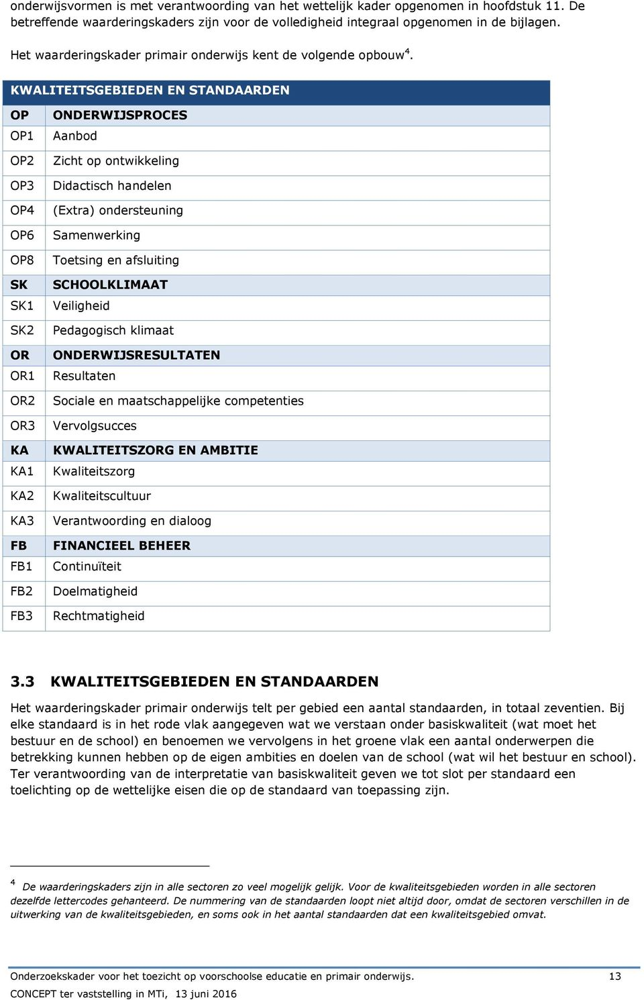 onderwijsvormen is met verantwoording van het wettelijk kader opgenomen in hoofdstuk 11. De
betreffende waarderingskaders zijn voor de volledigheid integraal opgenomen in de bijlagen.
Het waarderingskader primair onderwijs kent de volgende opbouw⁴.
KWALITEITSGEBIEDEN EN STANDAARDEN
OP ONDERWIJSPROCES
OP1 Aanbod
OP2 Zicht op ontwikkeling
OP3 Didactisch handelen
OP4 (Extra) ondersteuning
OP6 Samenwerking
OP8 Toetsing en afsluiting
SK SCHOOLKLIMAAT
SK1 Veiligheid
SK2 Pedagogisch klimaat
OR ONDERWIJSRESULTATEN
OR1 Resultaten
OR2 Sociale en maatschappelijke competenties
OR3 Vervolgsucces
KA KWALITEITSZORG EN AMBITIE
KA1 Kwaliteitszorg
KA2 Kwaliteitscultuur
KA3 Verantwoording en dialoog
FB FINANCIEEL BEHEER
FB1 Continuïteit
FB2 Doelmatigheid
FB3 Rechtmatigheid
3.3 KWALITEITSGEBIEDEN EN STANDAARDEN
Het waarderingskader primair onderwijs telt per gebied een aantal standaarden, in totaal zeventien. Bij
elke standaard is in het rode vlak aangegeven wat we verstaan onder basiskwaliteit (wat moet het
bestuur en de school) en benoemen we vervolgens in het groene vlak een aantal onderwerpen die
betrekking kunnen hebben op de eigen ambities en doelen van de school (wat wil het bestuur en school).
Ter verantwoording van de interpretatie van basiskwaliteit geven we tot slot per standaard een
toelichting op de wettelijke eisen die op de standaard van toepassing zijn.
⁴ De waarderingskaders zijn in alle sectoren zo veel mogelijk gelijk. Voor de kwaliteitsgebieden worden in alle sectoren
dezelfde lettercodes gehanteerd. De nummering van de standaarden loopt niet altijd door, omdat de sectoren verschillen in de
uitwerking van de kwaliteitsgebieden, en soms ook in het aantal standaarden dat een kwaliteitsgebied omvat.
Onderzoekskader voor het toezicht op voorschoolse educatie en primair onderwijs. 13
CONCEPT ter vaststelling in MTi, 13 juni 2016